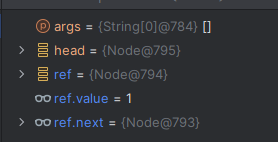 args = {String[0]@784} []
head = {Node@795}
ref = {Node@794}
ref.value = 1
ref.next = {Node@793}